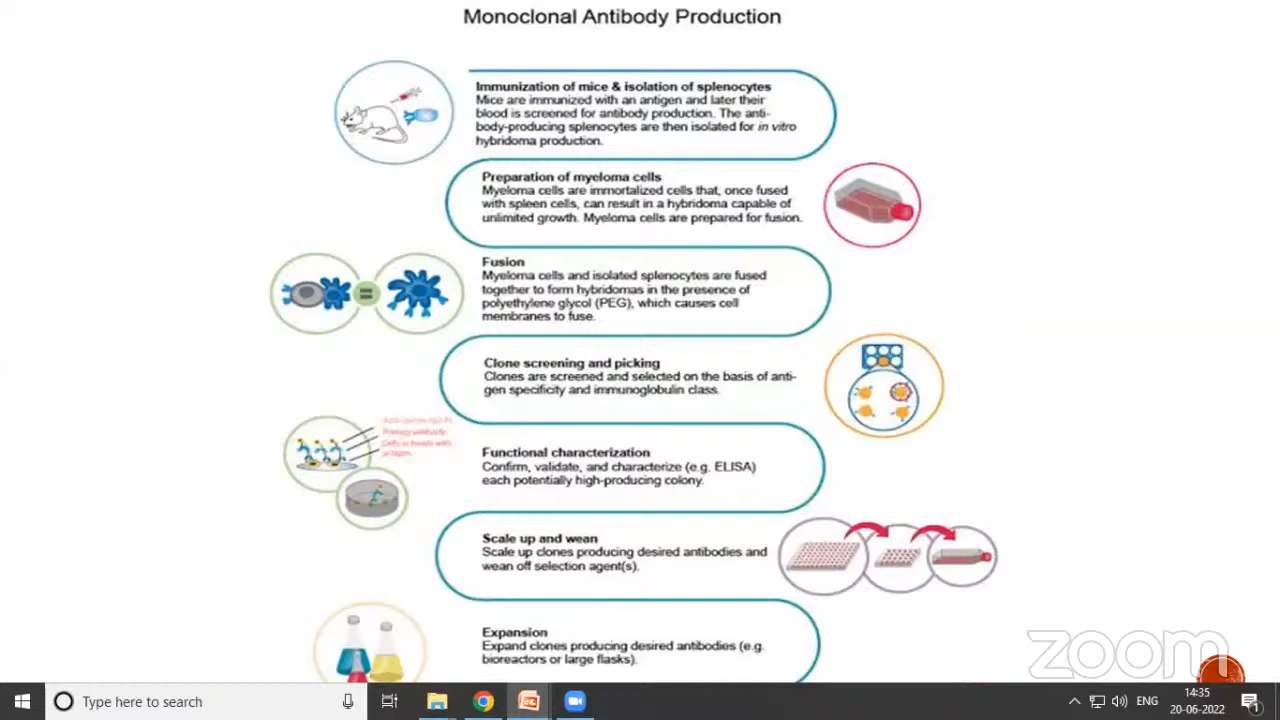 Monoclonal Antibody Production
Immunization of mice & isolation of splenocytes
Mice are immunized with an antigen and later their
blood is screened for antibody production. The anti-
body-producing splenocytes are then isolated for in vitro
hybridoma production.
Preparation of myeloma cells
Myeloma cells are immortalized cells that, once fused
with spleen cells, can result in a hybridoma capable of
unlimited growth. Myeloma cells are prepared for fusion.
Fusion
Myeloma cells and isolated splenocytes are fused
together to form hybridomas in the presence of
polyethylene glycol (PEG), which causes cell
membranes to fuse.
Clone screening and picking
Clones are screened and selected on the basis of anti-
gen specificity and immunoglobulin class.
Primary antibody
Cells or beads with
antigen
Functional characterization
Confirm, validate, and characterize (e.g. ELISA)
each potentially high-producing colony.
Scale up and wean
Scale up clones producing desired antibodies and
wean off selection agent(s).
Expansion
Expand clones producing desired antibodies (e.g.
bioreactors or large flasks).
zoom
Type here to search
ENG
14:35
20-06-2022
1